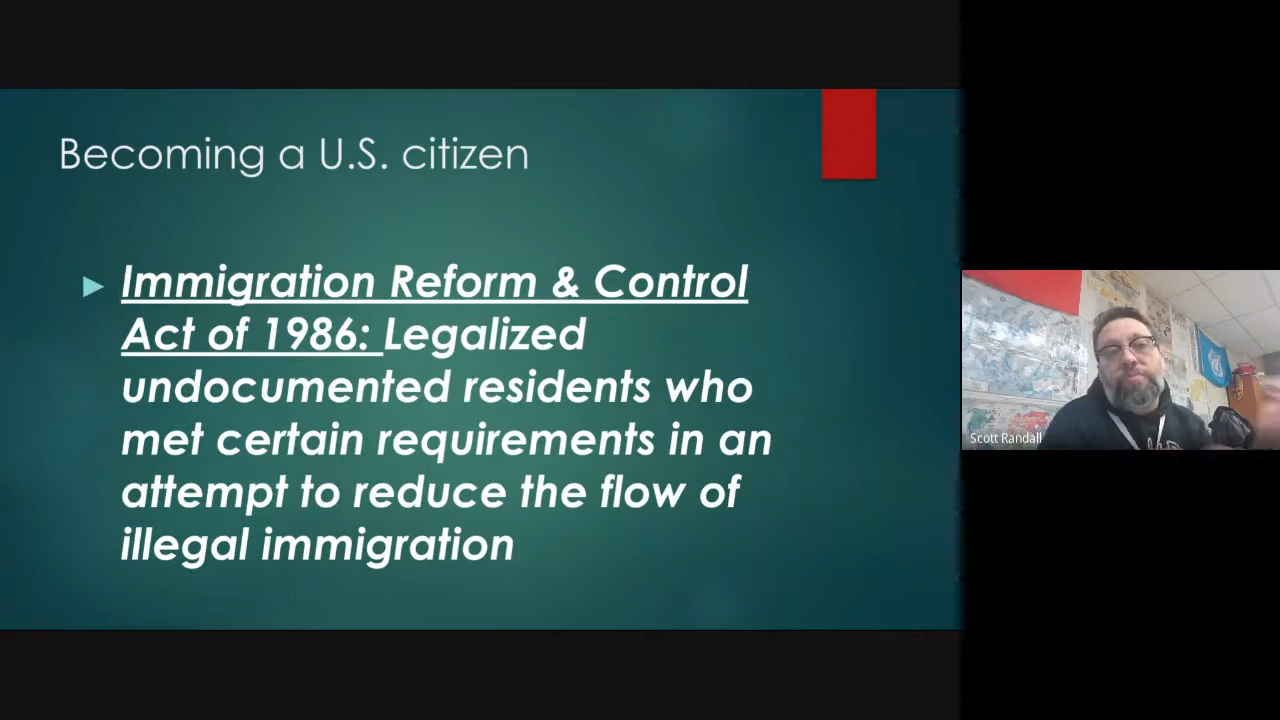 Becoming a U.S. citizen
Immigration Reform & Control
Act of 1986: Legalized
undocumented residents who
met certain requirements in an
attempt to reduce the flow of
illegal immigration
Scott Randall